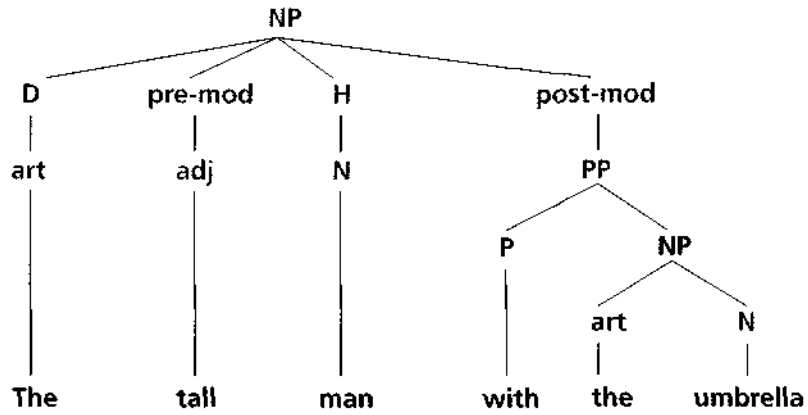 NP
D pre-mod H post-mod
art adj N PP
P NP
art N
The tall man with the umbrella